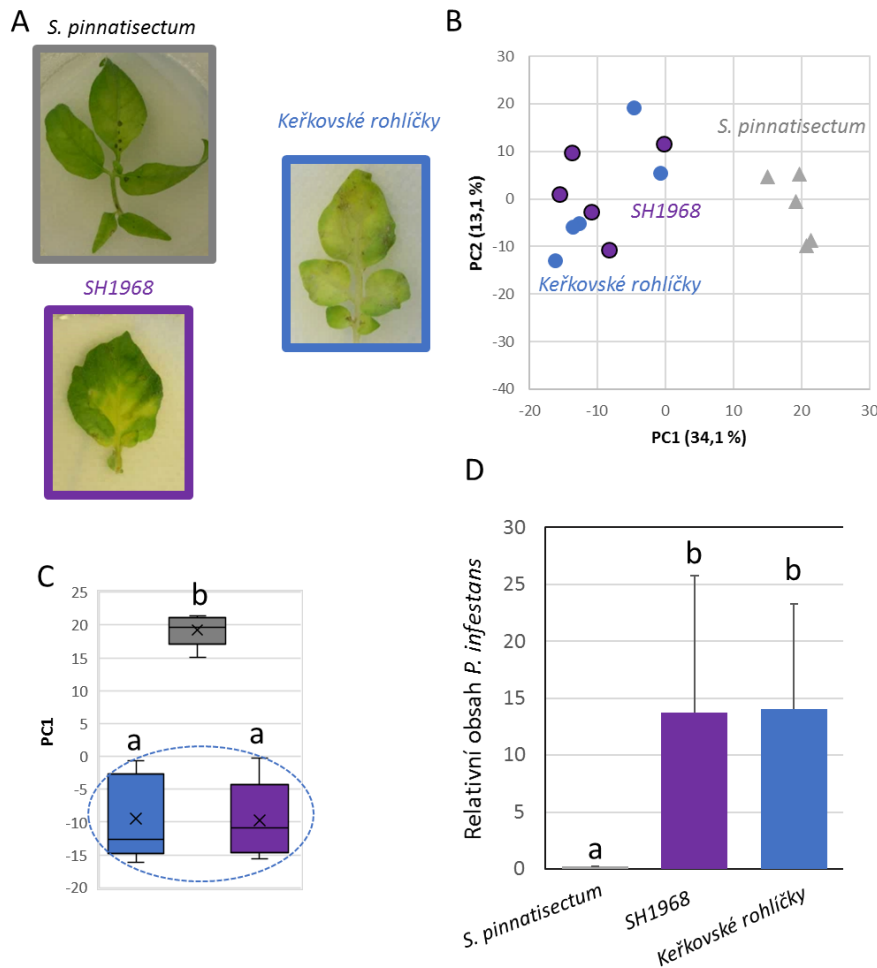 A
S. pinnatisectum
Keřkovské rohlíčky
SH1968
B
PC2 (13,1 %)
30
20
10
0
-10
-20
-30
-40
S. pinnatisectum
SH1968
Keřkovské rohlíčky
-20 -10 0 10 20 30
PC1 (34,1 %)
C
PC1
25
20
15
10
5
0
-5
-10
-15
-20
b
a a
D
Relativní obsah P. infestans
30
25
20
15
10
5
0
a b b
S. pinnatisectum
SH1968
Keřkovské rohlíčky